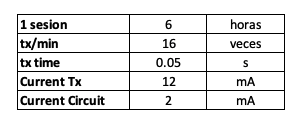 1 sesion 6 horas
tx/min 16 veces
tx time 0.05 s
Current Tx 12 mA
Current Circuit 2 mA